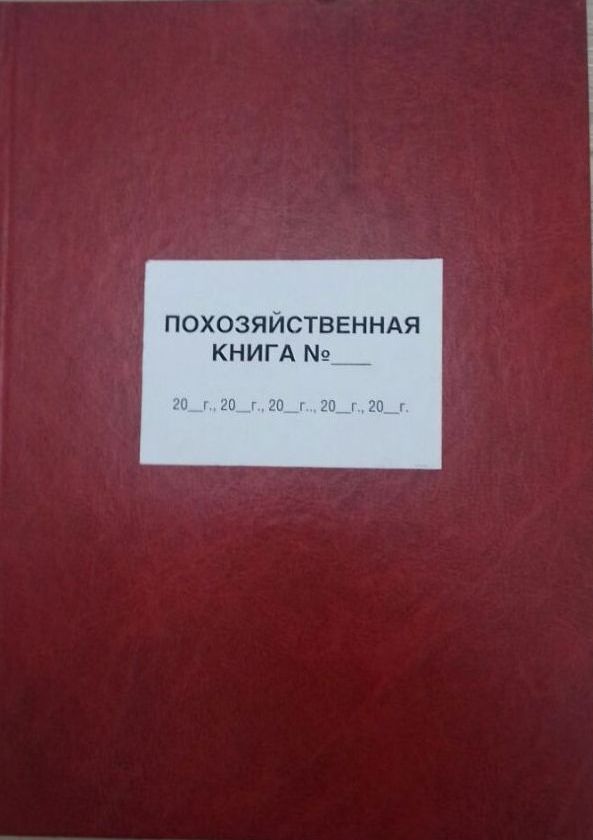 ПОХОЗЯЙСТВЕННАЯ
КНИГА №___
20__г., 20__г., 20__г.., 20__г., 20__г.